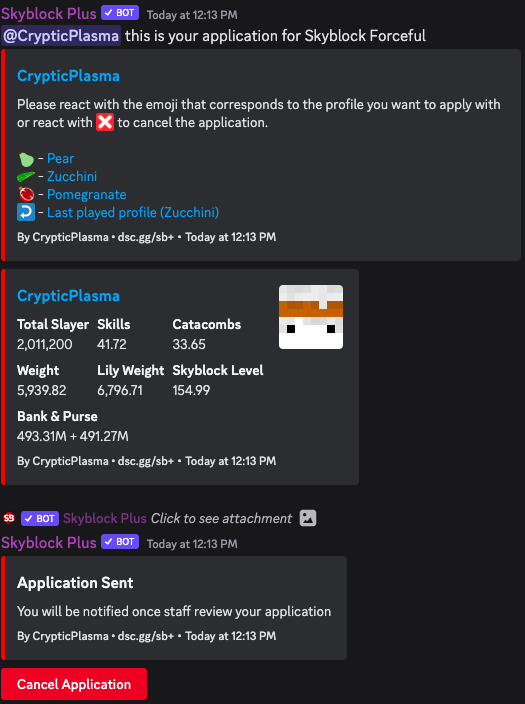 Skyblock Plus ✓ BOT Today at 12:13 PM
@CrypticPlasma this is your application for Skyblock Forceful
CrypticPlasma
Please react with the emoji that corresponds to the profile you want to apply with
or react with ❌ to cancel the application.
🍐 - Pear
🥒 - Zucchini
- Pomegranate
↩️ - Last played profile (Zucchini)
By CrypticPlasma • dsc.gg/sb+ • Today at 12:13 PM
CrypticPlasma
Total Slayer Skills Catacombs
2,011,200 41.72 33.65
Weight Lily Weight Skyblock Level
5,939.82 6,796.71 154.99
Bank & Purse
493.31M + 491.27M
By CrypticPlasma • dsc.gg/sb+ • Today at 12:13 PM
SB ✓ BOT Skyblock Plus Click to see attachment
Skyblock Plus ✓ BOT Today at 12:13 PM
Application Sent
You will be notified once staff review your application
By CrypticPlasma • dsc.gg/sb+ • Today at 12:13 PM
Cancel Application